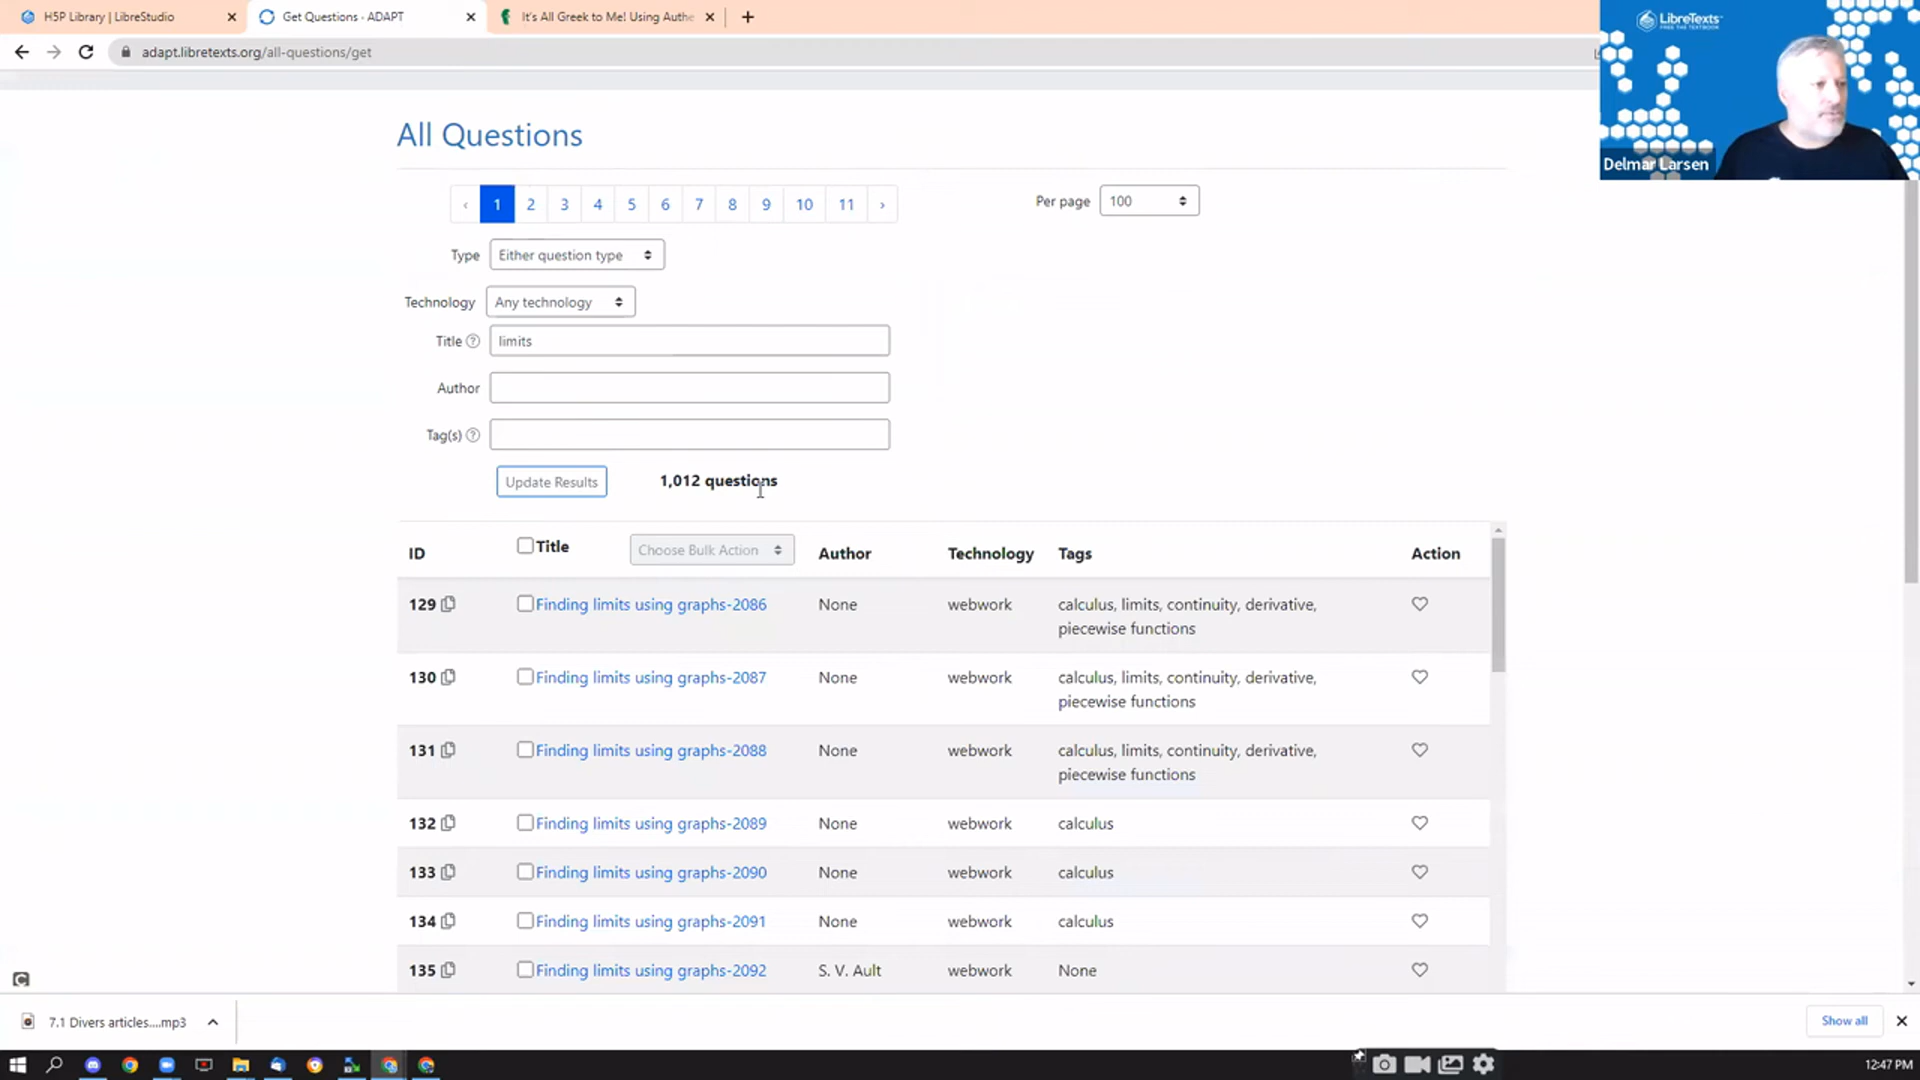 H5P Library | LibreStudio
Get Questions - ADAPT
It's All Greek to Me! Using Authe
adapt.libretexts.org/all-questions/get
LibreTexts
FREE THE TEXTBOOK
Delmar Larsen
All Questions
‹ 1 2 3 4 5 6 7 8 9 10 11 ›
Per page 100
Type Either question type
Technology Any technology
Title limits
Author
Tag(s)
Update Results 1,012 questions
ID Title Choose Bulk Action Author Technology Tags Action
129 Finding limits using graphs-2086 None webwork calculus, limits, continuity, derivative,
piecewise functions
130 Finding limits using graphs-2087 None webwork calculus, limits, continuity, derivative,
piecewise functions
131 Finding limits using graphs-2088 None webwork calculus, limits, continuity, derivative,
piecewise functions
132 Finding limits using graphs-2089 None webwork calculus
133 Finding limits using graphs-2090 None webwork calculus
134 Finding limits using graphs-2091 None webwork calculus
135 Finding limits using graphs-2092 S. V. Ault webwork None
7.1 Divers articles....mp3
Show all
12:47 PM